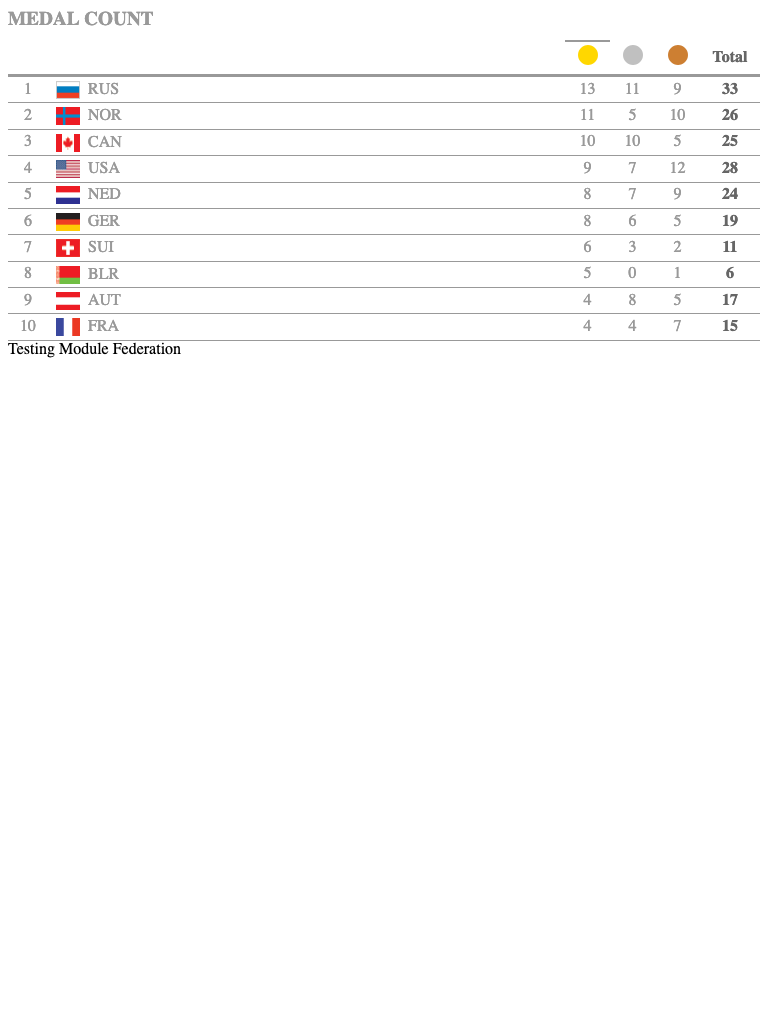 MEDAL COUNT
Total
1 RUS 13 11 9 33
2 NOR 11 5 10 26
3 CAN 10 10 5 25
4 USA 9 7 12 28
5 NED 8 7 9 24
6 GER 8 6 5 19
7 SUI 6 3 2 11
8 BLR 5 0 1 6
9 AUT 4 8 5 17
10 FRA 4 4 7 15
Testing Module Federation